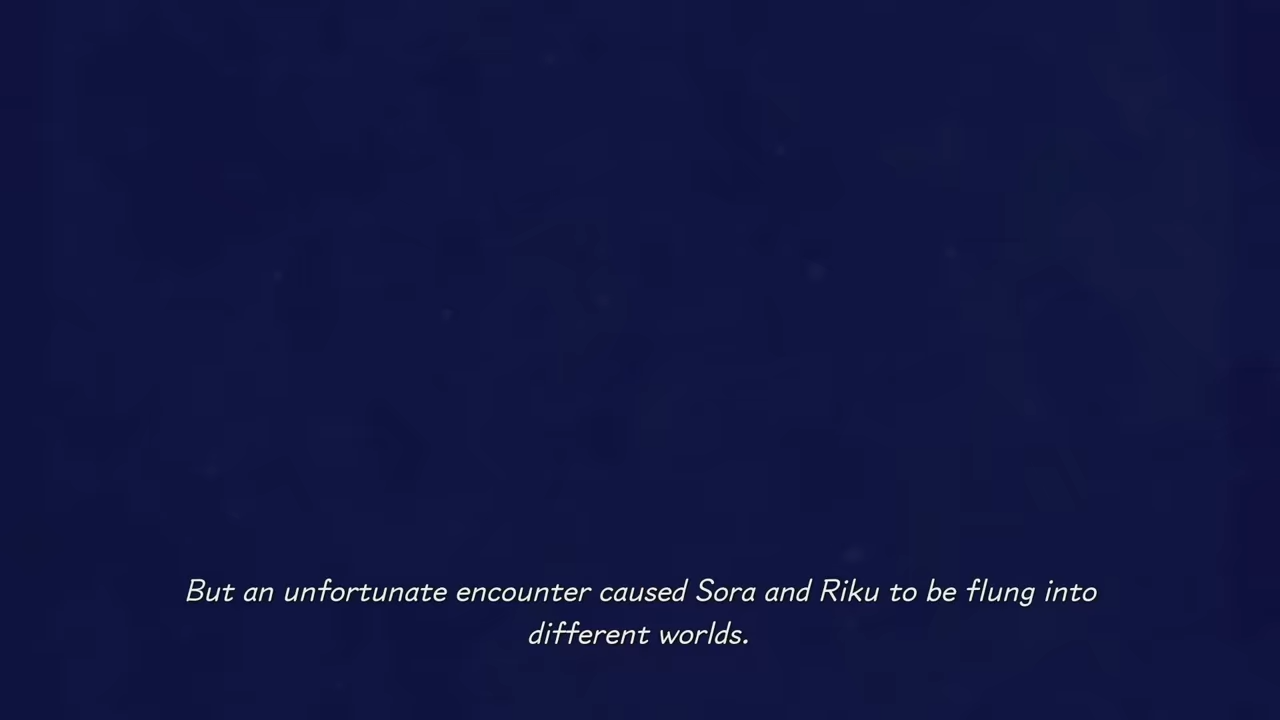 But an unfortunate encounter caused Sora and Riku to be flung into
different worlds.